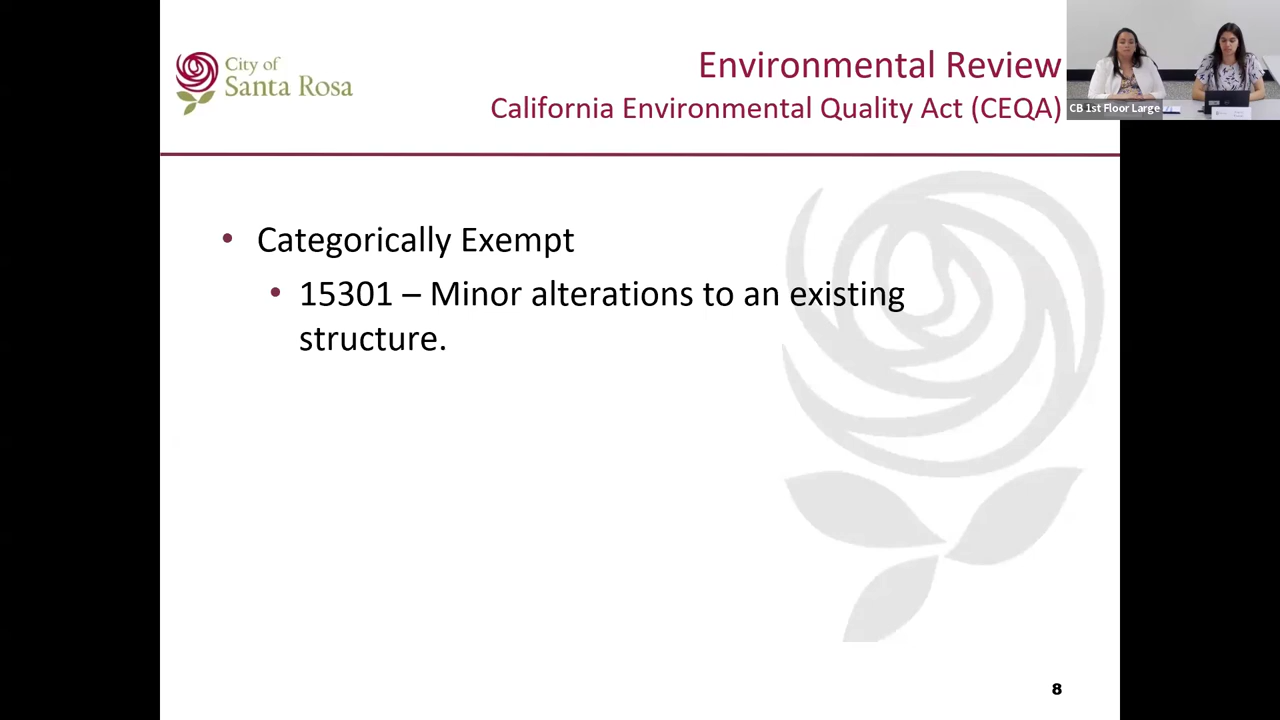 City of
Santa Rosa
Environmental Review
California Environmental Quality Act (CEQA)
CB 1st Floor Large
• Categorically Exempt
• 15301 – Minor alterations to an existing
structure.
8